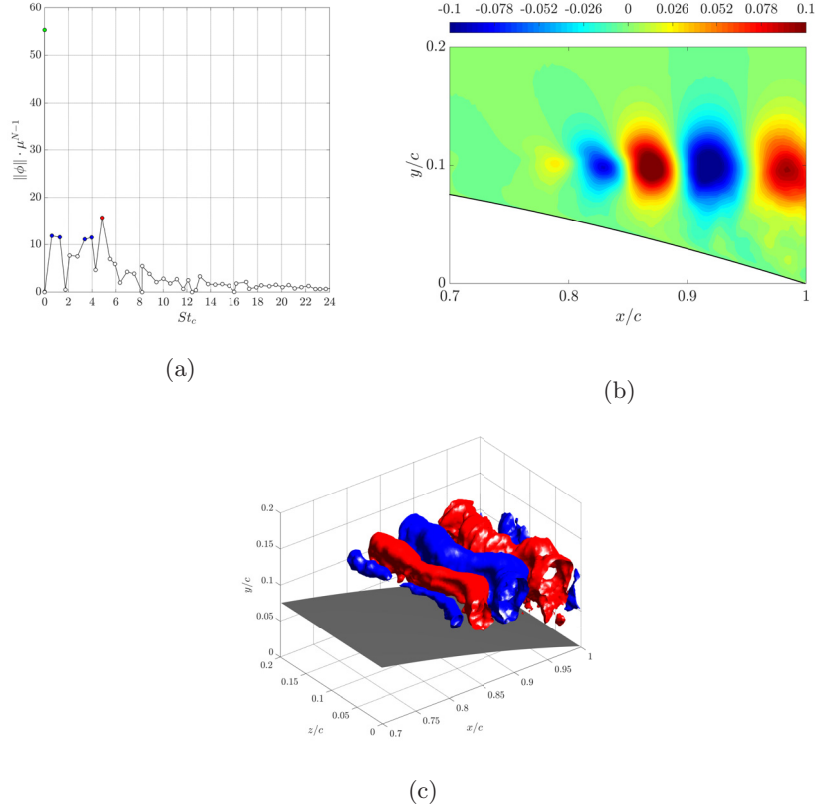 60
50
40
30
20
10
0
‖ϕ‖ · μ^{N−1}
0 2 4 6 8 10 12 14 16 18 20 22 24
St_c
(a)
-0.1 -0.078 -0.052 -0.026 0 0.026 0.052 0.078 0.1
0.2
0.1
0
y/c
0.7 0.8 0.9 1
x/c
(b)
0.2
0.15
0.1
0.05
0
y/c
0.2
0.15
0.1
0.05
0
z/c
0.7
0.75
0.8
0.85
0.9
0.95
1
x/c
(c)